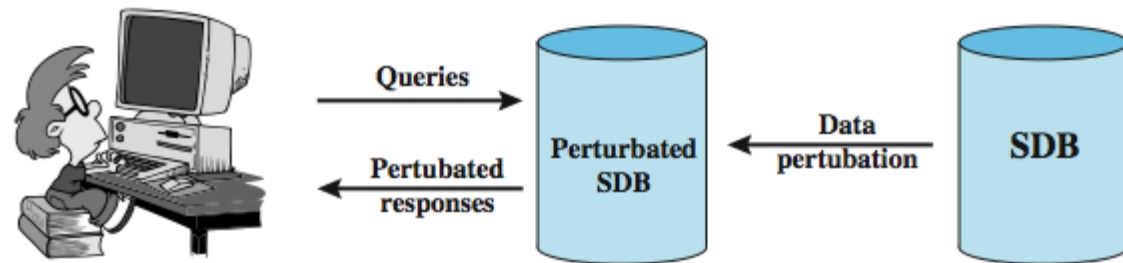 Queries
Pertubated
responses
Perturbated
SDB
Data
pertubation
SDB